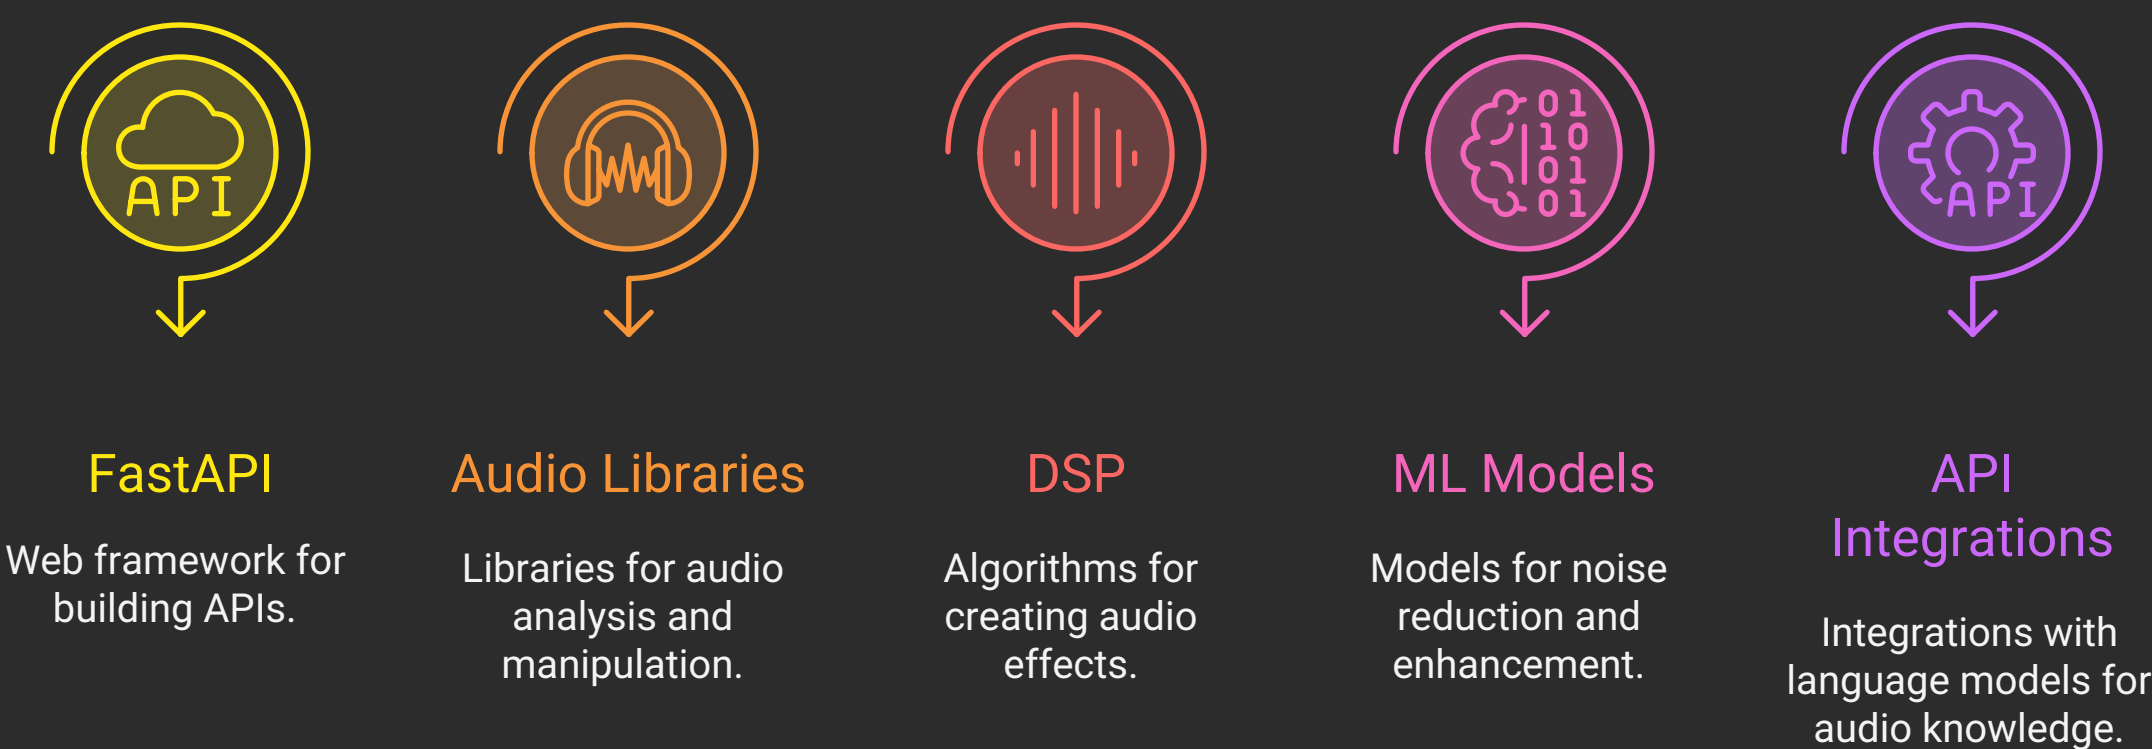 API
01
10
01
01
API
FastAPI
Web framework for
building APIs.
Audio Libraries
Libraries for audio
analysis and
manipulation.
DSP
Algorithms for
creating audio
effects.
ML Models
Models for noise
reduction and
enhancement.
API
Integrations
Integrations with
language models for
audio knowledge.